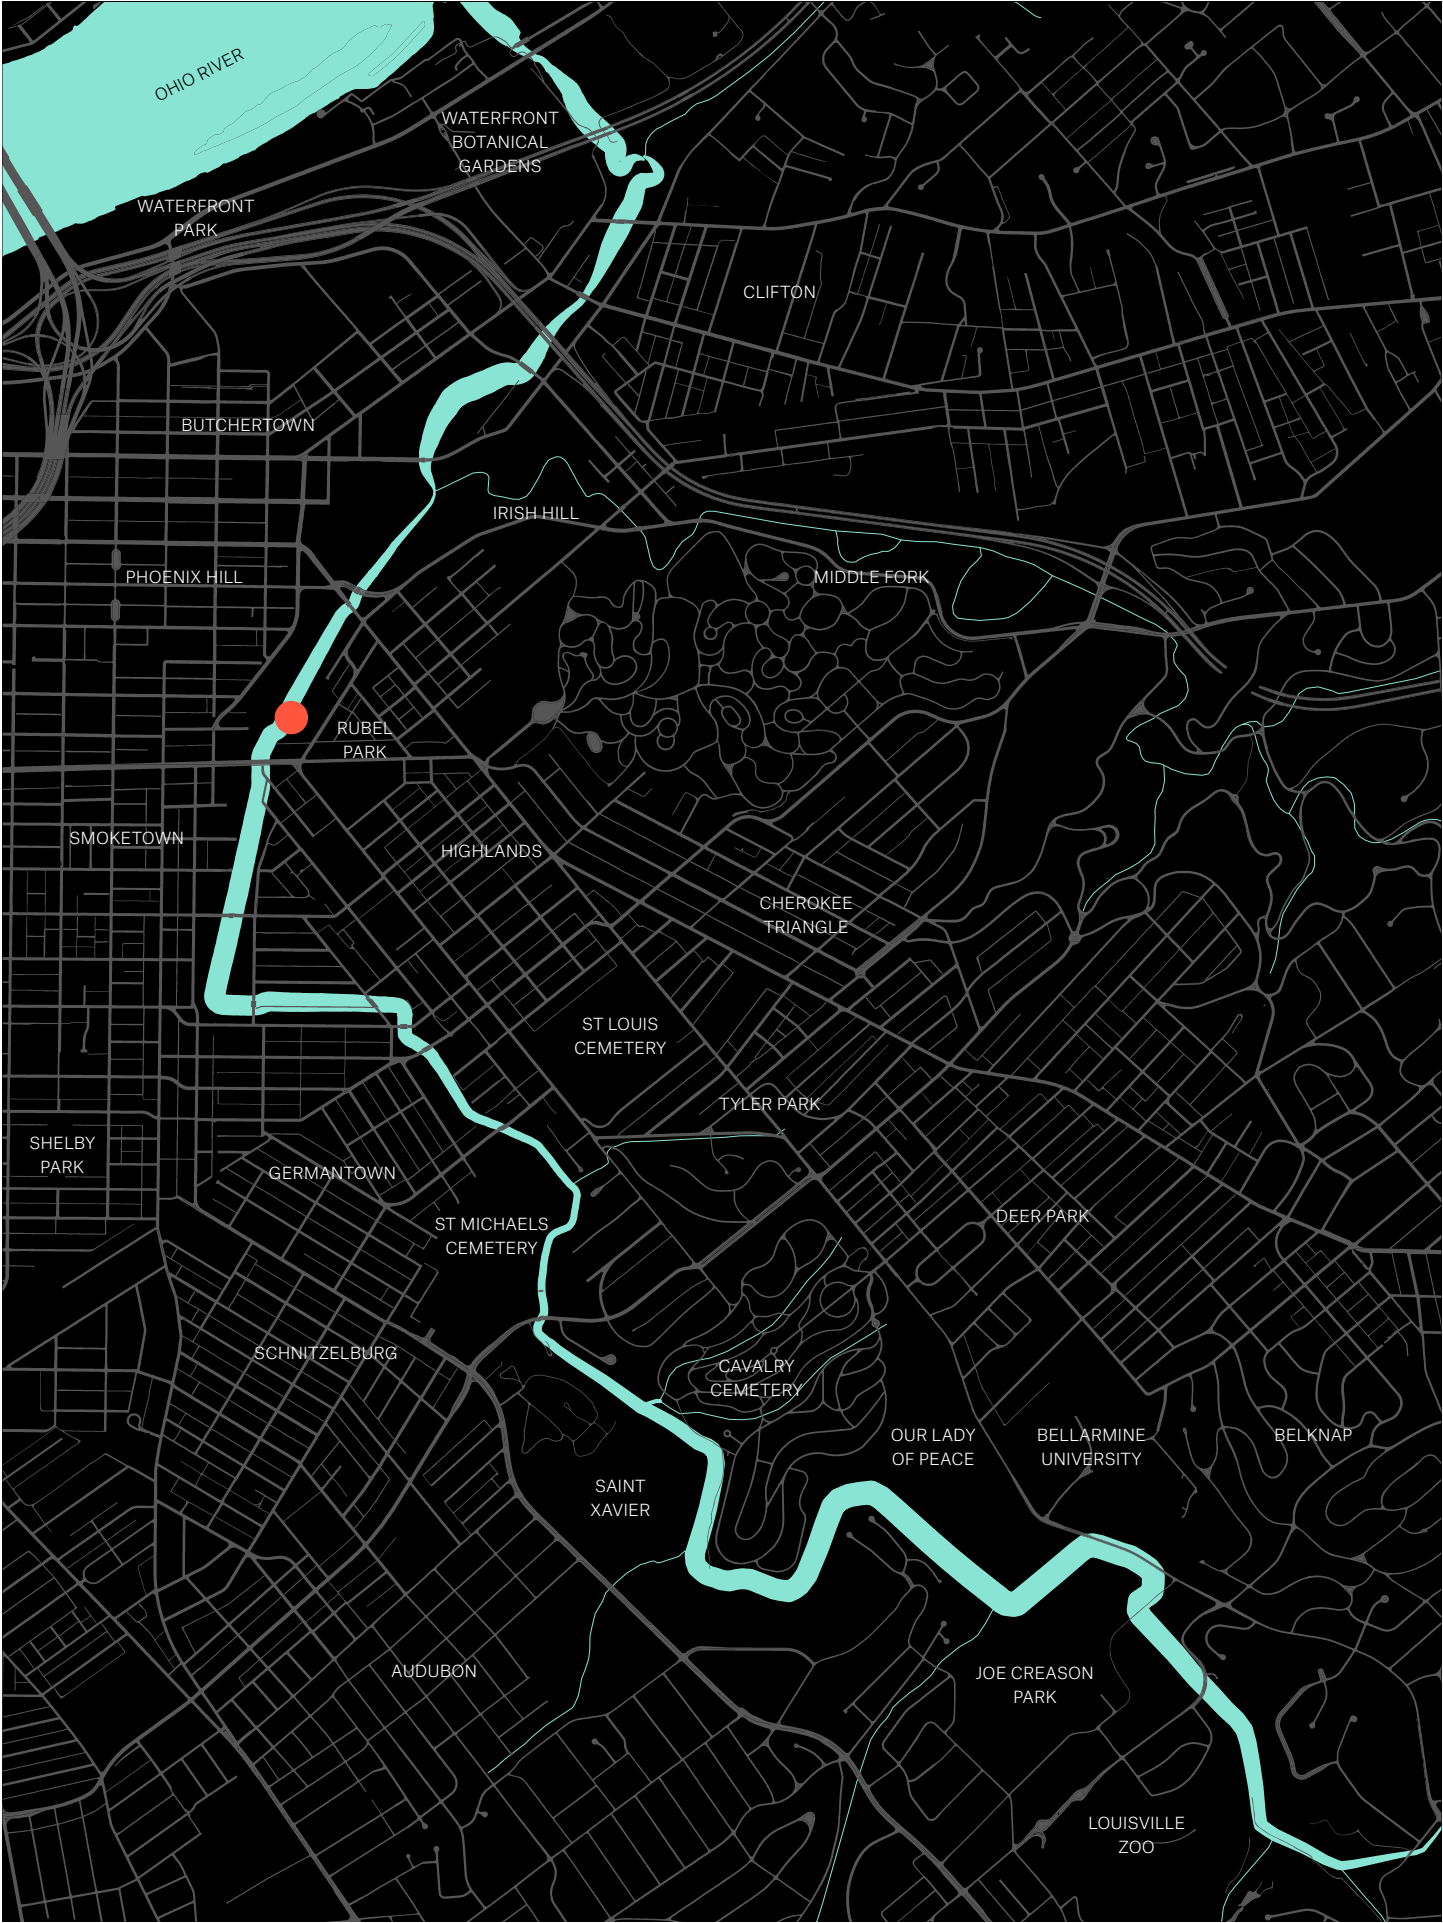 OHIO RIVER
WATERFRONT
BOTANICAL
GARDENS
WATERFRONT
PARK
CLIFTON
BUTCHERTOWN
IRISH HILL
PHOENIX HILL
MIDDLE FORK
RUBEL
PARK
SMOKETOWN
HIGHLANDS
CHEROKEE
TRIANGLE
ST LOUIS
CEMETERY
TYLER PARK
SHELBY
PARK
GERMANTOWN
ST MICHAELS
CEMETERY
DEER PARK
SCHNITZELBURG
CAVALRY
CEMETERY
OUR LADY
OF PEACE
BELLARMINE
UNIVERSITY
BELKNAP
SAINT
XAVIER
AUDUBON
JOE CREASON
PARK
LOUISVILLE
ZOO